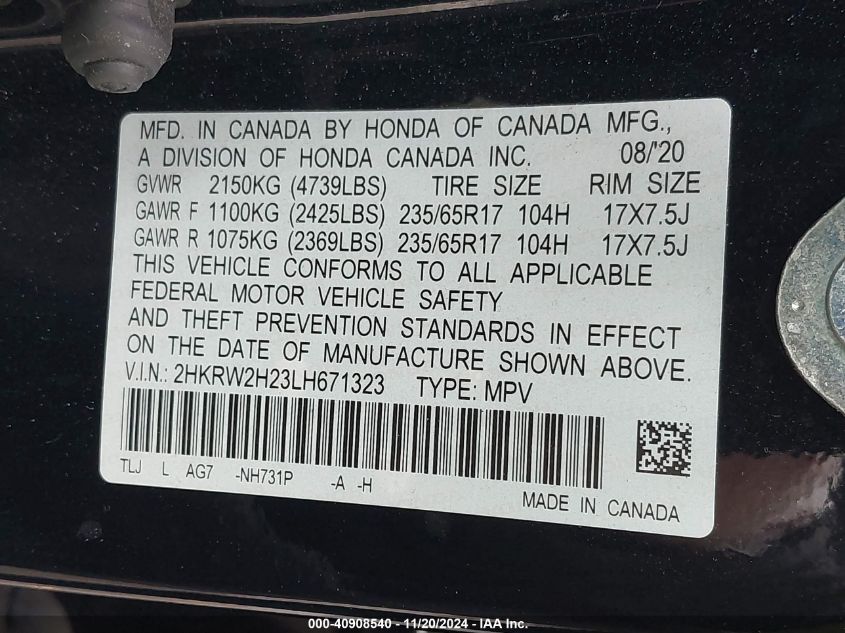 MFD. IN CANADA BY HONDA OF CANADA MFG.,
A DIVISION OF HONDA CANADA INC. 08/'20
GVWR 2150KG (4739LBS) TIRE SIZE RIM SIZE
GAWR F 1100KG (2425LBS) 235/65R17 104H 17X7.5J
GAWR R 1075KG (2369LBS) 235/65R17 104H 17X7.5J
THIS VEHICLE CONFORMS TO ALL APPLICABLE
FEDERAL MOTOR VEHICLE SAFETY
AND THEFT PREVENTION STANDARDS IN EFFECT
ON THE DATE OF MANUFACTURE SHOWN ABOVE.
V.I.N.: 2HKRW2H23LH671323 TYPE: MPV
TLJ L AG7 -NH731P -A -H
MADE IN CANADA
000-40908540 - 11/20/2024 - © IAA, Inc.